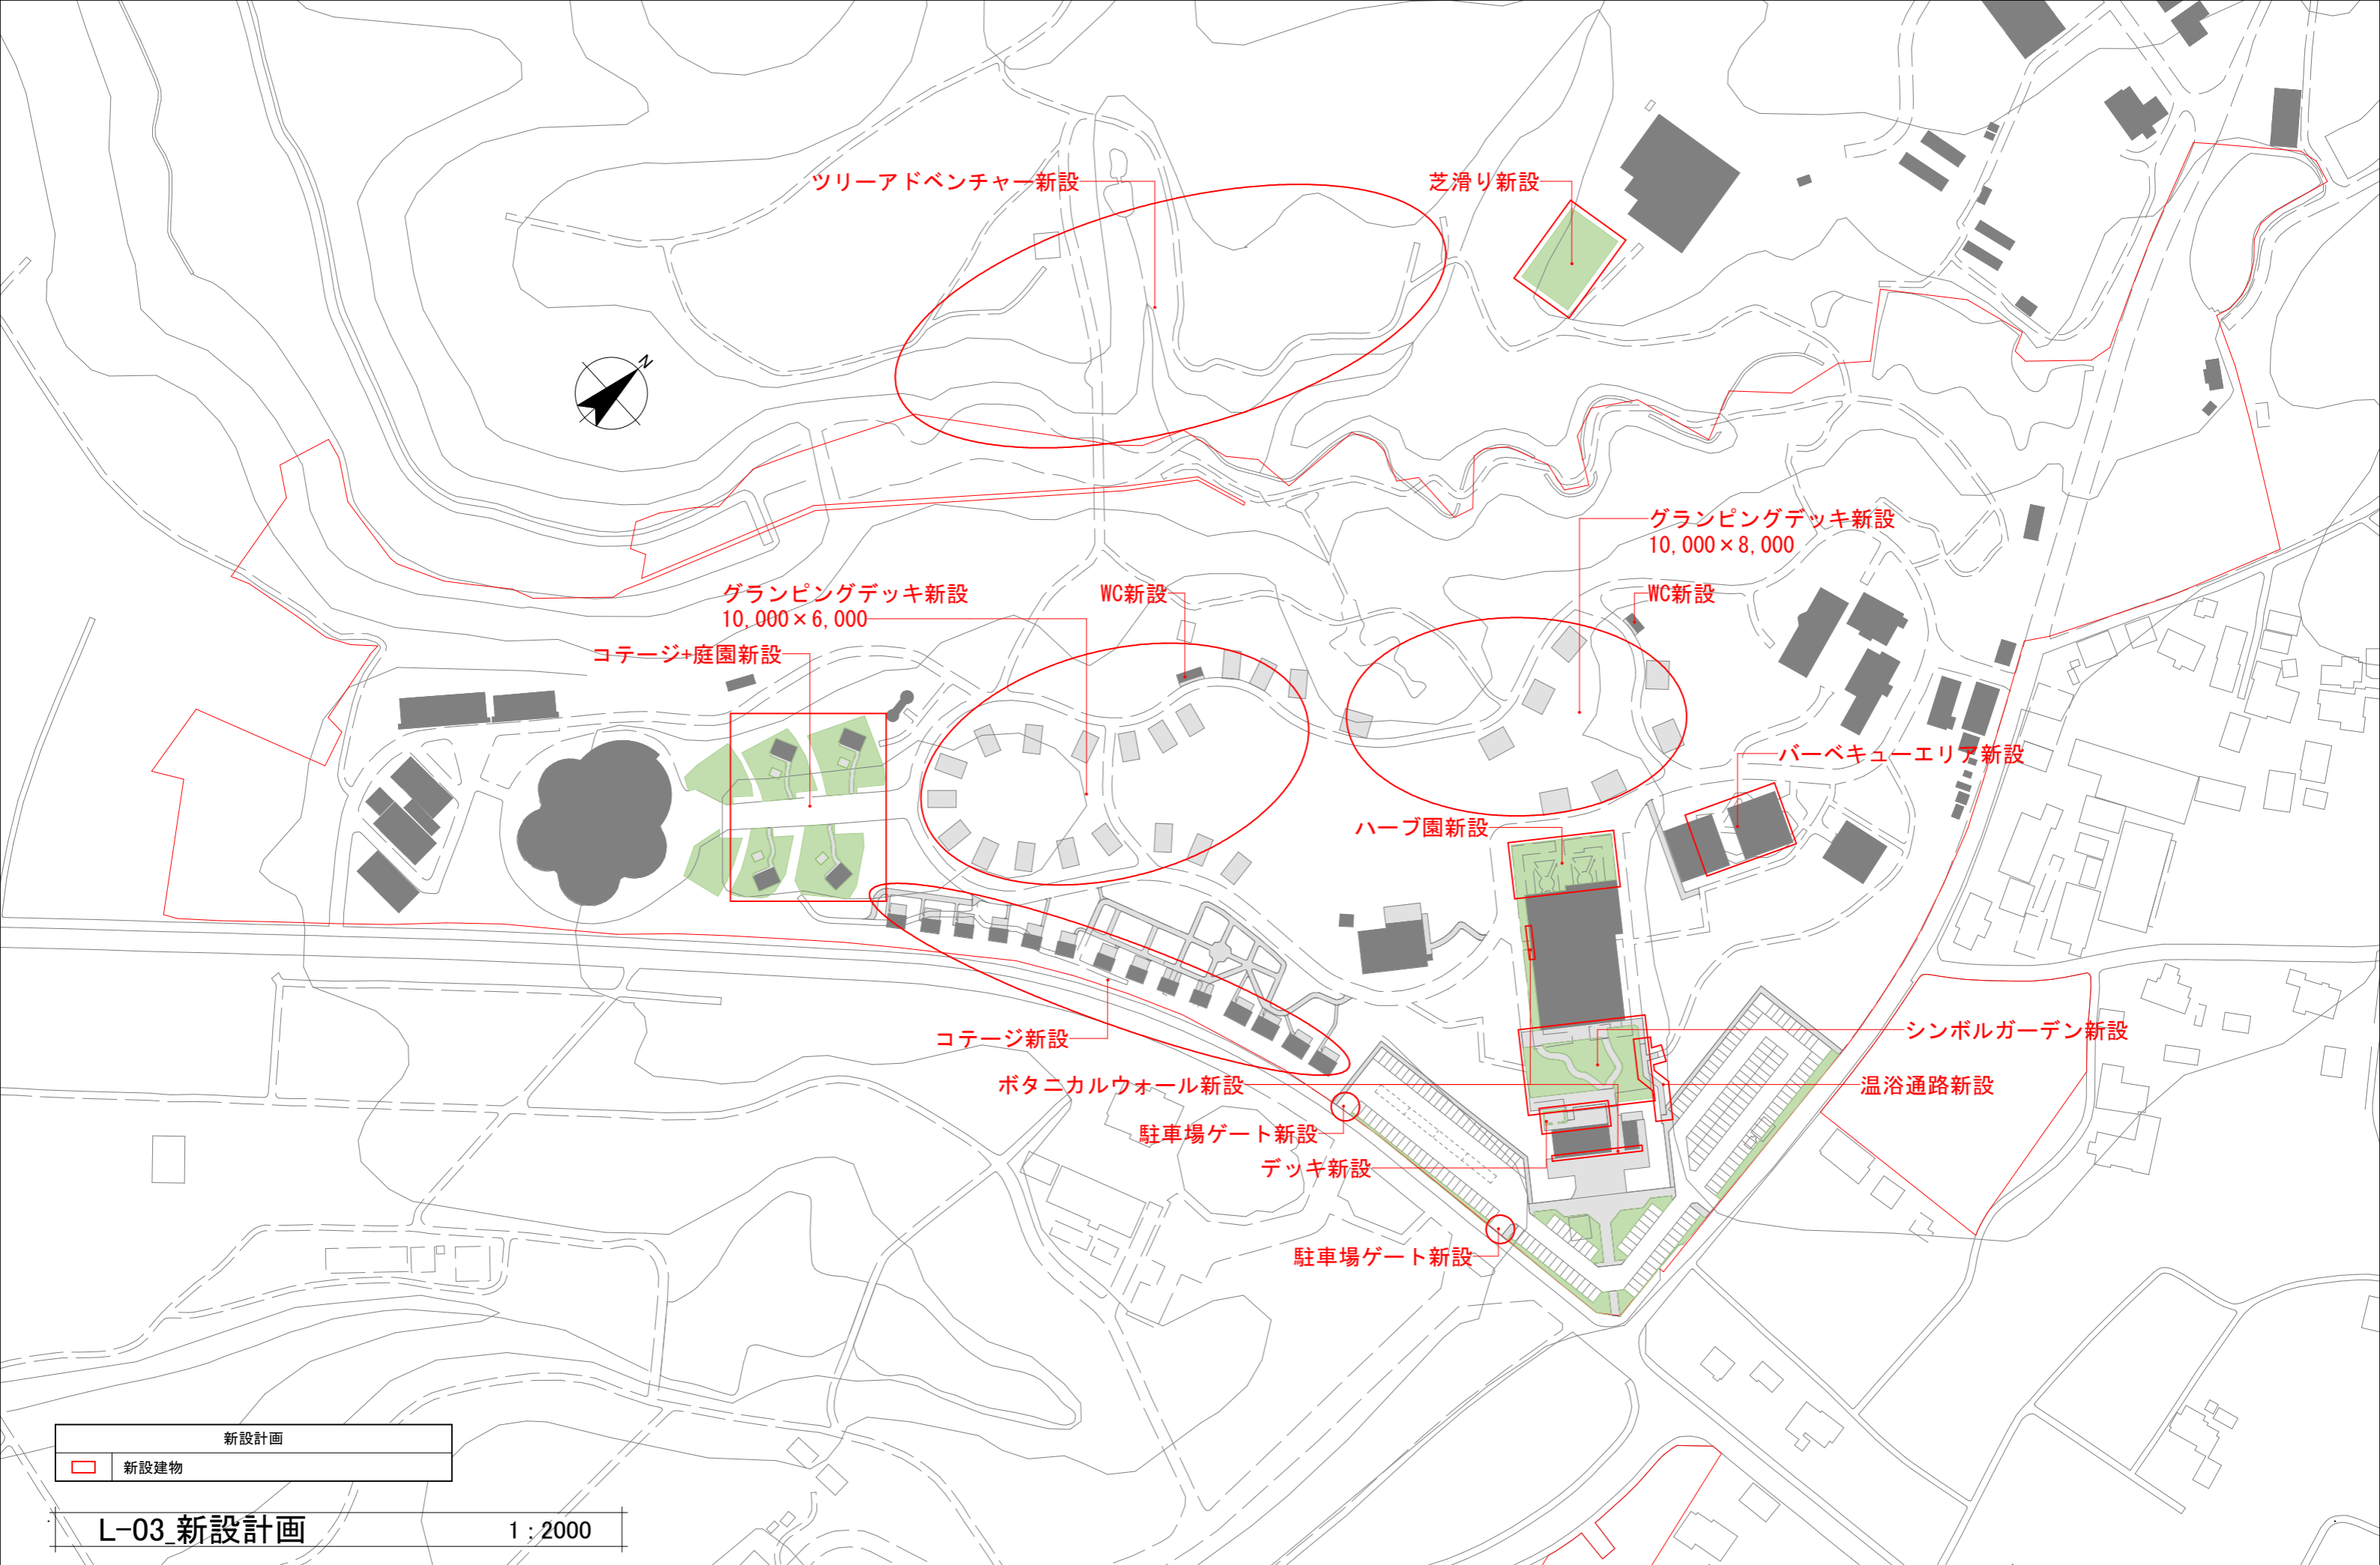 ツリーアドベンチャー新設
芝滑り新設
N
グランピングデッキ新設
10,000×8,000
グランピングデッキ新設
10,000×6,000
WC新設
WC新設
コテージ+庭園新設
バーベキューエリア新設
ハーブ園新設
シンボルガーデン新設
コテージ新設
ボタニカルウォール新設
温浴通路新設
駐車場ゲート新設
デッキ新設
駐車場ゲート新設
新設計画
新設建物
L-03_新設計画
1:2000